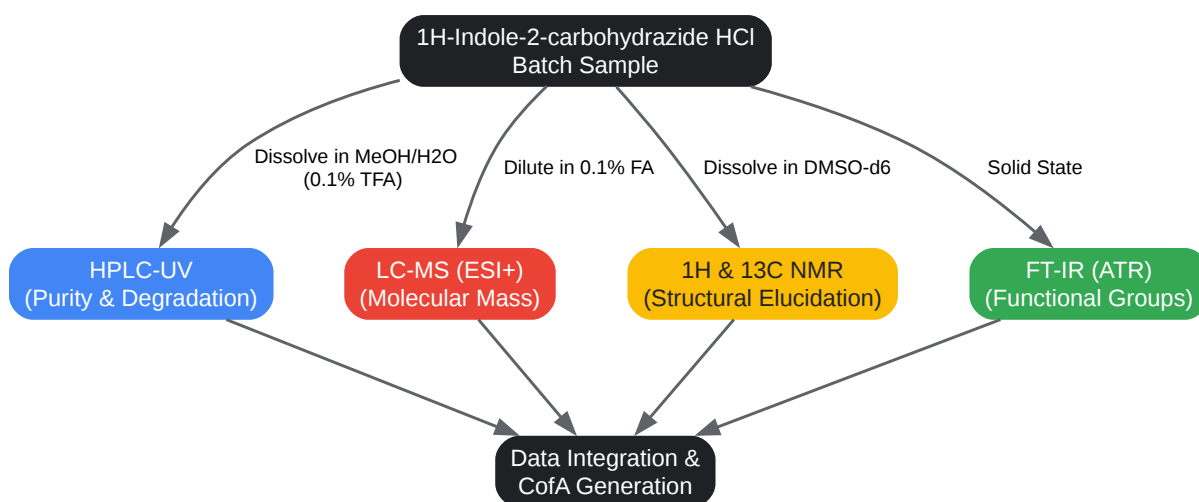 1H-Indole-2-carbohydrazide HCl
Batch Sample
Dissolve in MeOH/H2O
(0.1% TFA)
Dilute in 0.1% FA
Dissolve in DMSO-d6
Solid State
HPLC-UV
(Purity & Degradation)
LC-MS (ESI+)
(Molecular Mass)
1H & 13C NMR
(Structural Elucidation)
FT-IR (ATR)
(Functional Groups)
Data Integration &
CofA Generation